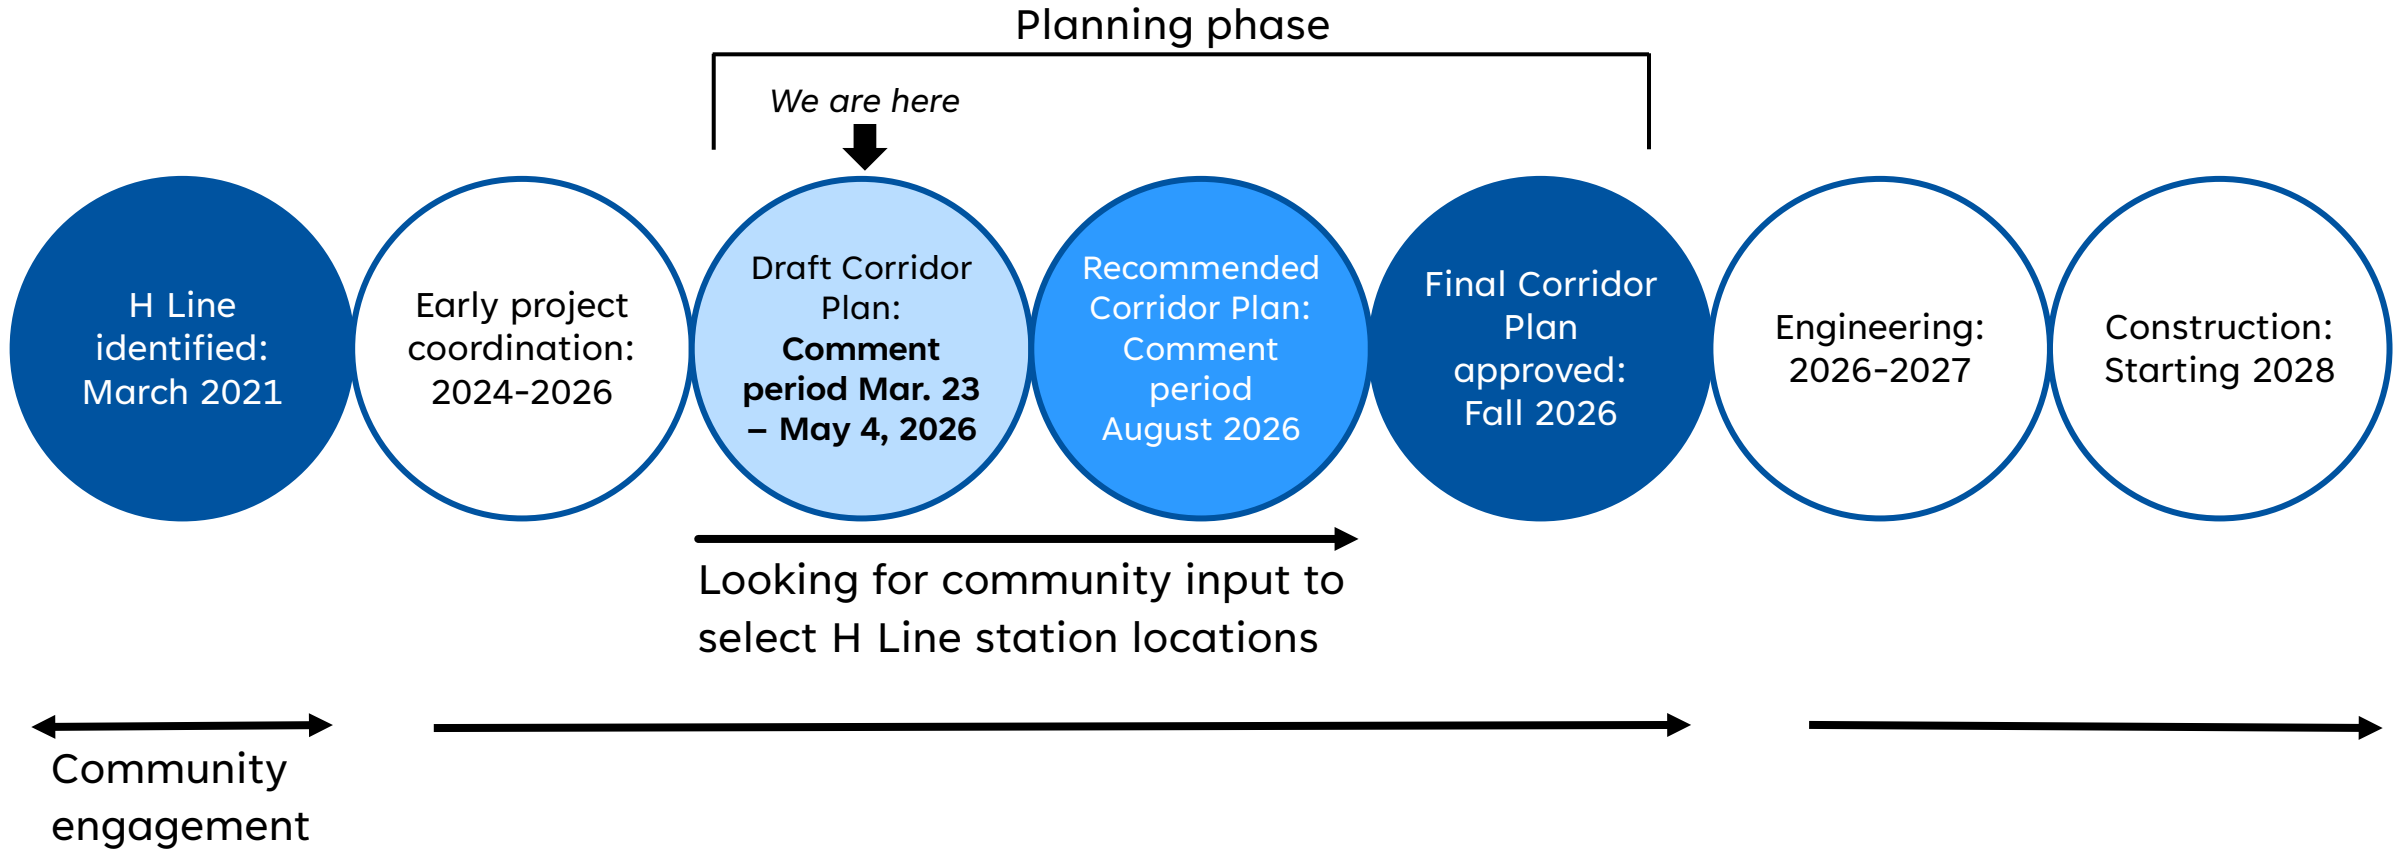 Planning phase
We are here
H Line
identified:
March 2021
Early project
coordination:
2024-2026
Draft Corridor
Plan:
Comment
period Mar. 23
– May 4, 2026
Recommended
Corridor Plan:
Comment
period
August 2026
Final Corridor
Plan
approved:
Fall 2026
Engineering:
2026-2027
Construction:
Starting 2028
Looking for community input to
select H Line station locations
Community
engagement